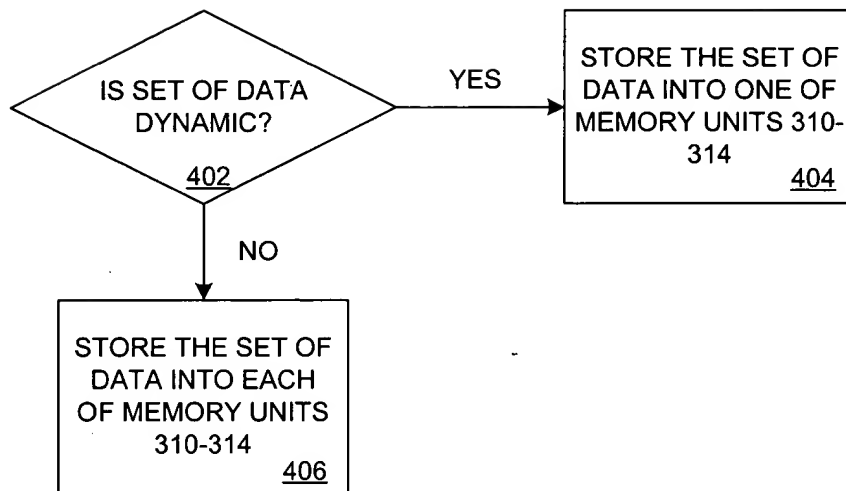 IS SET OF DATA
DYNAMIC?
402
YES
STORE THE SET OF
DATA INTO ONE OF
MEMORY UNITS 310-
314
404
NO
STORE THE SET OF
DATA INTO EACH
OF MEMORY UNITS
310-314
406